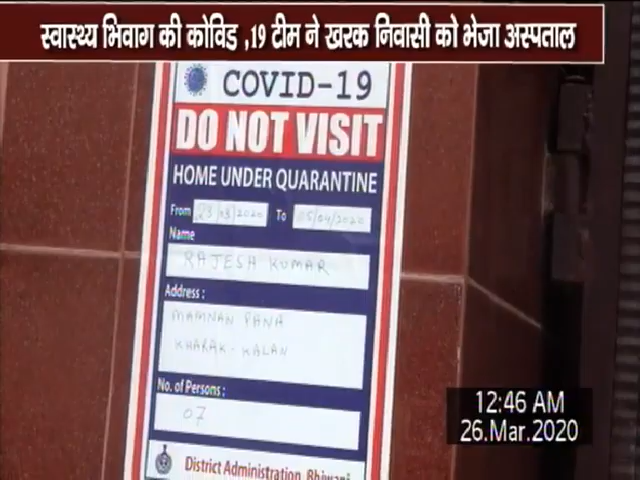 स्वास्थ्य भिवाग की कोविड ,19 टीम ने खरक निवासी को भेजा अस्पताल
COVID-19
DO NOT VISIT
HOME UNDER QUARANTINE
From 23/03/2020 To 05/04/2020
Name
RAJESH KUMAR
Address :
MAMNAN PANA
KHARAK-KALAN
No. of Persons :
07
District Administration, Bhiwani
12:46 AM
26.Mar.2020